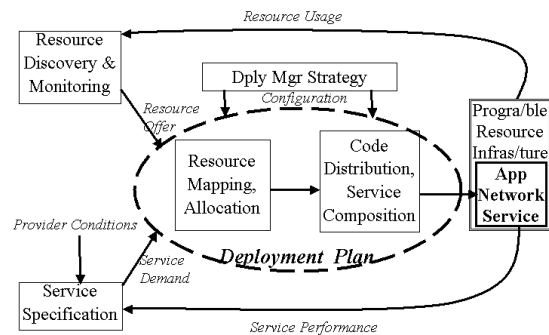 Resource Usage
Resource
Discovery &
Monitoring
Dply Mgr Strategy
Configuration
Resource
Offer
Progra/ble
Resource
Infras/ture
App
Network
Service
Resource
Mapping,
Allocation
Code
Distribution,
Service
Composition
Provider Conditions
Deployment Plan
Service
Demand
Service
Specification
Service Performance